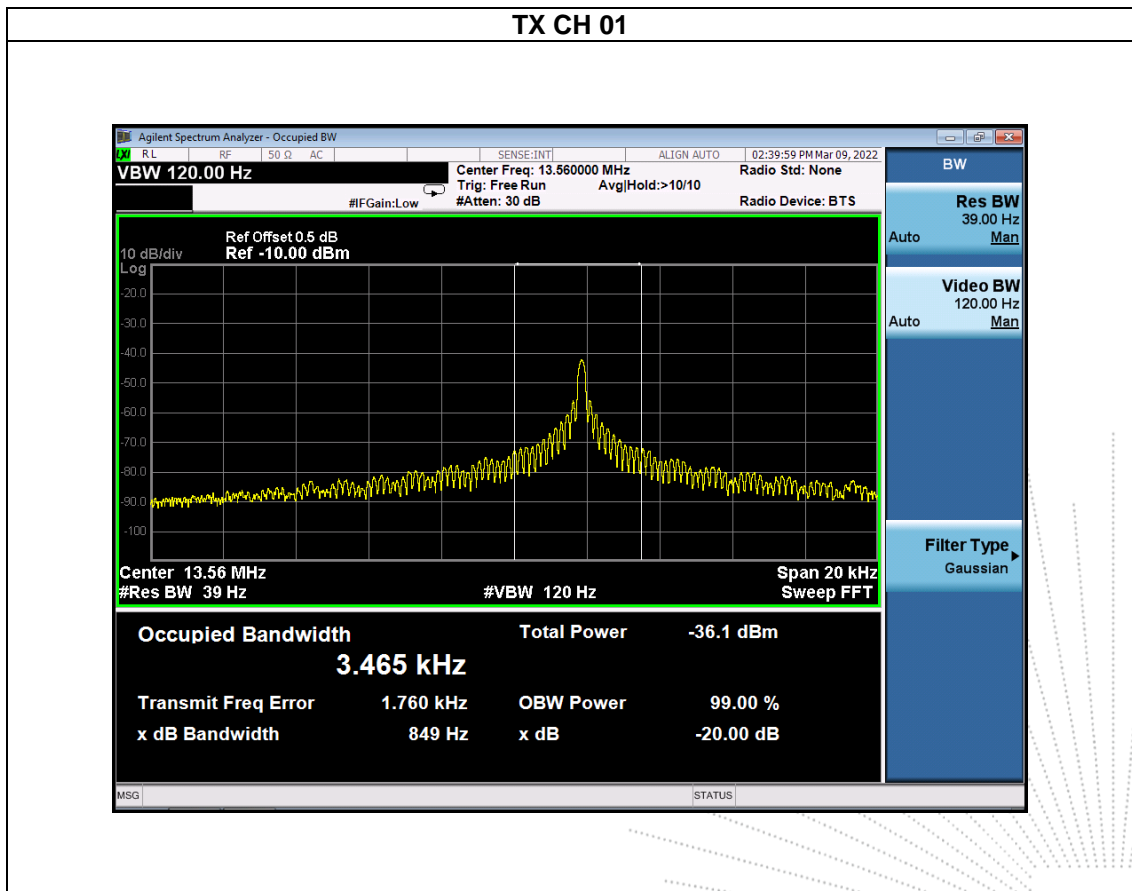 TX CH 01
Agilent Spectrum Analyzer - Occupied BW
LXI RL RF 50 Ω AC SENSE:INT ALIGN AUTO 02:39:59 PM Mar 09, 2022
VBW 120.00 Hz
Center Freq: 13.560000 MHz Radio Std: None
Trig: Free Run Avg|Hold:>10/10
#IFGain:Low #Atten: 30 dB Radio Device: BTS
BW
Res BW
39.00 Hz
Auto Man
Video BW
120.00 Hz
Auto Man
Filter Type
Gaussian
Ref Offset 0.5 dB
10 dB/div Ref -10.00 dBm
Log
-20.0
-30.0
-40.0
-50.0
-60.0
-70.0
-80.0
-90.0
-100
Center 13.56 MHz Span 20 kHz
#Res BW 39 Hz #VBW 120 Hz Sweep FFT
Occupied Bandwidth Total Power -36.1 dBm
3.465 kHz
Transmit Freq Error 1.760 kHz OBW Power 99.00 %
x dB Bandwidth 849 Hz x dB -20.00 dB
MSG STATUS